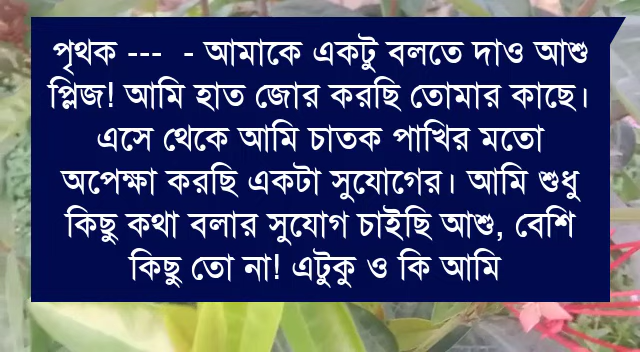 পৃথক --- - আমাকে একটু বলতে দাও আশু
প্লিজ! আমি হাত জোর করছি তোমার কাছে।
এসে থেকে আমি চাতক পাখির মতো
অপেক্ষা করছি একটা সুযোগের। আমি শুধু
কিছু কথা বলার সুযোগ চাইছি আশু, বেশি
কিছু তো না! এটুকু ও কি আমি